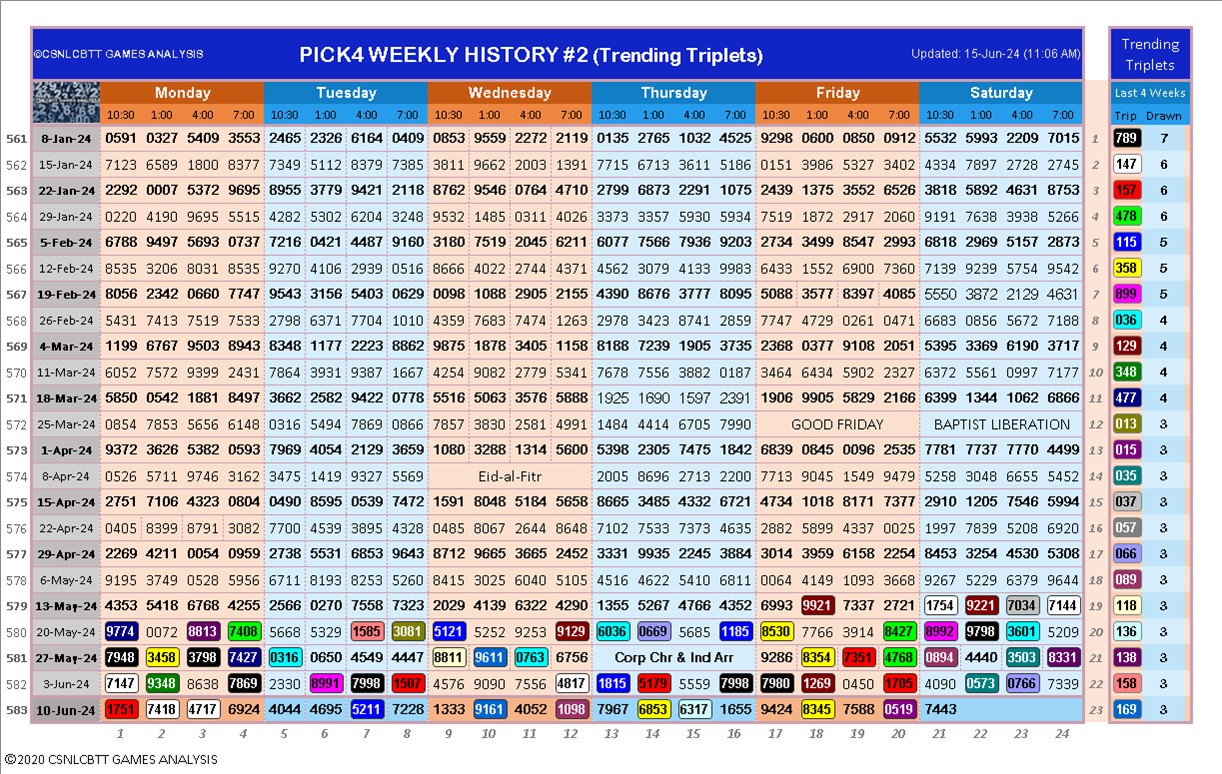 ©CSNLCBTT GAMES ANALYSIS PICK4 WEEKLY HISTORY #2 (Trending Triplets) Updated: 15-Jun-24 (11:06 AM) Trending Triplets
Monday Tuesday Wednesday Thursday Friday Saturday Last 4 Weeks
10:30 1:00 4:00 7:00 10:30 1:00 4:00 7:00 10:30 1:00 4:00 7:00 10:30 1:00 4:00 7:00 10:30 1:00 4:00 7:00 10:30 1:00 4:00 7:00 Trip Drawn
561 8-Jan-24 0591 0327 5409 3553 2465 2326 6164 0409 0853 9559 2272 2119 0135 2765 1032 4525 9298 0600 0850 0912 5532 5993 2209 7015 1 789 7
562 15-Jan-24 7123 6589 1800 8377 7349 5112 8379 7385 9811 9662 2003 1391 7715 6713 2611 5186 0151 3986 5327 3402 4334 7897 2728 2745 2 147 6
563 22-Jan-24 2292 0007 5372 9695 8955 3779 9421 2118 8762 9546 0764 4710 2799 6873 2291 1075 2439 1375 3552 6526 3818 5892 4631 8753 3 157 6
564 29-Jan-24 0220 4190 9695 5515 4282 5302 6204 3248 9532 1485 0311 4026 3373 3357 5930 5934 7519 1872 2917 2060 9191 7638 3938 5266 4 478 6
565 5-Feb-24 6788 9497 5693 0737 7216 0421 4487 9160 3180 7519 2045 6211 6077 7566 7936 9203 2734 3499 8547 2993 6818 2969 5157 2873 5 115 5
566 12-Feb-24 8535 3206 8031 8535 9270 4106 2939 0516 8666 4022 2744 4371 4562 3079 4133 9983 6433 1552 6900 7360 7139 9239 5754 9542 6 358 5
567 19-Feb-24 8056 2342 0660 7747 9543 3156 5403 0629 0098 1088 2905 2155 4390 8676 3777 8095 5088 3577 8397 4085 5550 3872 2129 4631 7 899 5
568 26-Feb-24 5431 7413 7519 7533 2798 6371 7704 1010 4359 7683 7474 1263 2978 3423 8741 2859 7747 4729 0261 0471 6683 0856 5672 7188 8 036 4
569 4-Mar-24 1199 6767 9503 8943 8348 1177 2223 8862 9875 1878 3405 1158 8188 7239 1905 3735 2368 0377 9108 2051 5395 3369 6190 3717 9 129 4
570 11-Mar-24 6052 7572 9399 2431 7864 3931 9387 1667 4254 9082 2779 5341 7678 7556 3882 0187 3464 6434 5902 2327 6372 5561 0997 7177 10 348 4
571 18-Mar-24 5850 0542 1881 8497 3662 2582 9422 0778 5516 5063 3576 5888 1925 1690 1597 2391 1906 9905 5829 2166 6399 1344 1062 6866 11 477 4
572 25-Mar-24 0854 7853 5656 6148 0316 5494 7869 0866 7857 3830 2581 4991 1484 4414 6705 7990 GOOD FRIDAY BAPTIST LIBERATION 12 013 3
573 1-Apr-24 9372 3626 5382 0593 7969 4054 2129 3659 1080 3288 1314 5600 5398 2305 7475 1842 6839 0845 0096 2535 7781 7737 7770 4499 13 015 3
574 8-Apr-24 0526 5711 9746 3162 3475 1419 9327 5569 Eid-al-Fitr 2005 8696 2713 2200 7713 9045 1549 9479 5258 3048 6655 5452 14 035 3
575 15-Apr-24 2751 7106 4323 0804 0490 8595 0539 7472 1591 8048 5184 5658 8665 3485 4332 6721 4734 1018 8171 7377 2910 1205 7546 5994 15 037 3
576 22-Apr-24 0405 8399 8791 3082 7700 4539 3895 4328 0485 8067 2644 8648 7102 7533 7373 4635 2882 5899 4337 0025 1997 7839 5208 6920 16 057 3
577 29-Apr-24 2269 4211 0054 0959 2738 5531 6853 9643 8712 9665 3665 2452 3331 9935 2245 3884 3014 3959 6158 2254 8453 3254 4530 5308 17 066 3
578 6-May-24 9195 3749 0528 5956 6711 8193 8253 5260 8415 3025 6040 5105 4516 4622 5410 6811 0064 4149 1093 3668 9267 5229 6379 9644 18 089 3
579 13-May-24 4353 5418 6768 4255 2566 0270 7558 7323 2029 4139 6322 4290 1355 5267 4766 4352 6993 9921 7337 2721 1754 9221 7034 7144 19 118 3
580 20-May-24 9774 0072 8813 7408 5668 5329 1585 3081 5121 5252 9253 9129 6036 0669 5685 1185 8530 7766 3914 8427 8992 9798 3601 5209 20 136 3
581 27-May-24 7948 3458 3798 7427 0316 0650 4549 4447 8811 9611 0763 6756 Corp Chr & Ind Arr 9286 8354 7351 4768 0894 4440 3503 8331 21 138 3
582 3-Jun-24 7147 9348 8638 7869 2330 8991 7998 1507 4576 9090 7556 4817 1815 5179 5559 7998 7980 1269 0450 1705 4090 0573 0766 7339 22 158 3
583 10-Jun-24 1751 7418 4717 6924 4044 4695 5211 7228 1333 9161 4052 1098 7967 6853 6317 1655 9424 8345 7588 0519 7443 23 169 3
1 2 3 4 5 6 7 8 9 10 11 12 13 14 15 16 17 18 19 20 21 22 23 24
©2020 CSNLCBTT GAMES ANALYSIS